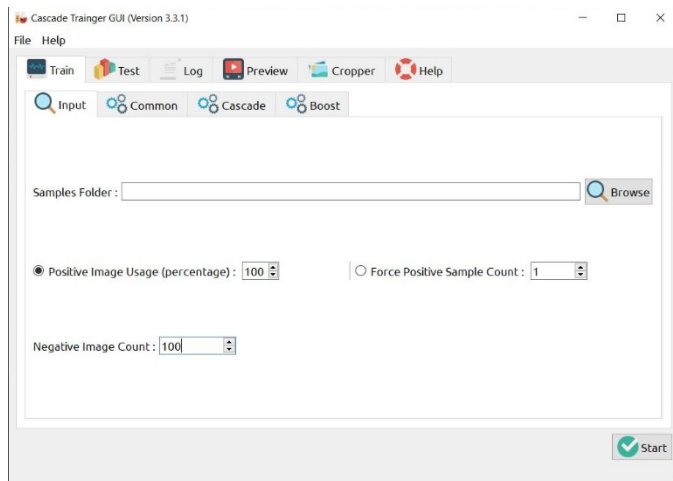 Cascade Trainger GUI (Version 3.3.1)
File Help
Train Test Log Preview Cropper Help
Input Common Cascade Boost
Samples Folder : Browse
Positive Image Usage (percentage) : 100 Force Positive Sample Count : 1
Negative Image Count : 100
Start